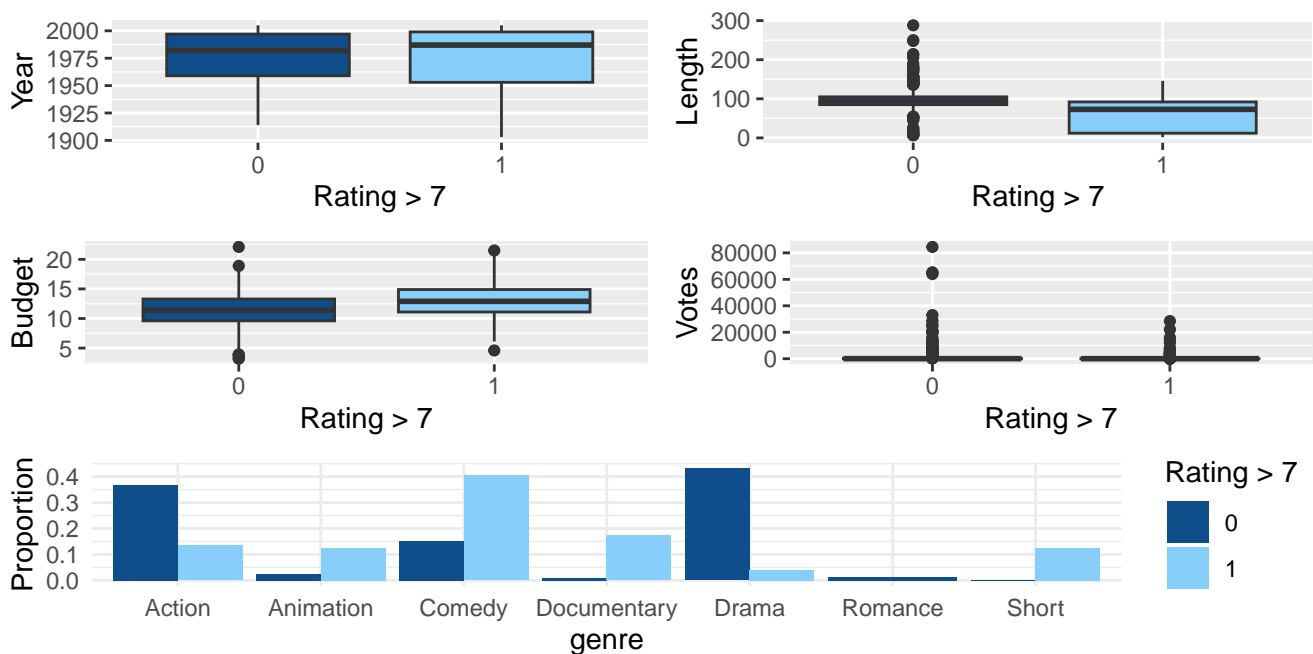 Year
2000
1975
1950
1925
1900
0 1
Rating > 7
Length
300
200
100
0
0 1
Rating > 7
Budget
20
15
10
5
0 1
Rating > 7
Votes
80000
60000
40000
20000
0
0 1
Rating > 7
Proportion
0.4
0.3
0.2
0.1
0.0
Action Animation Comedy Documentary Drama Romance Short
genre
Rating > 7
0
1